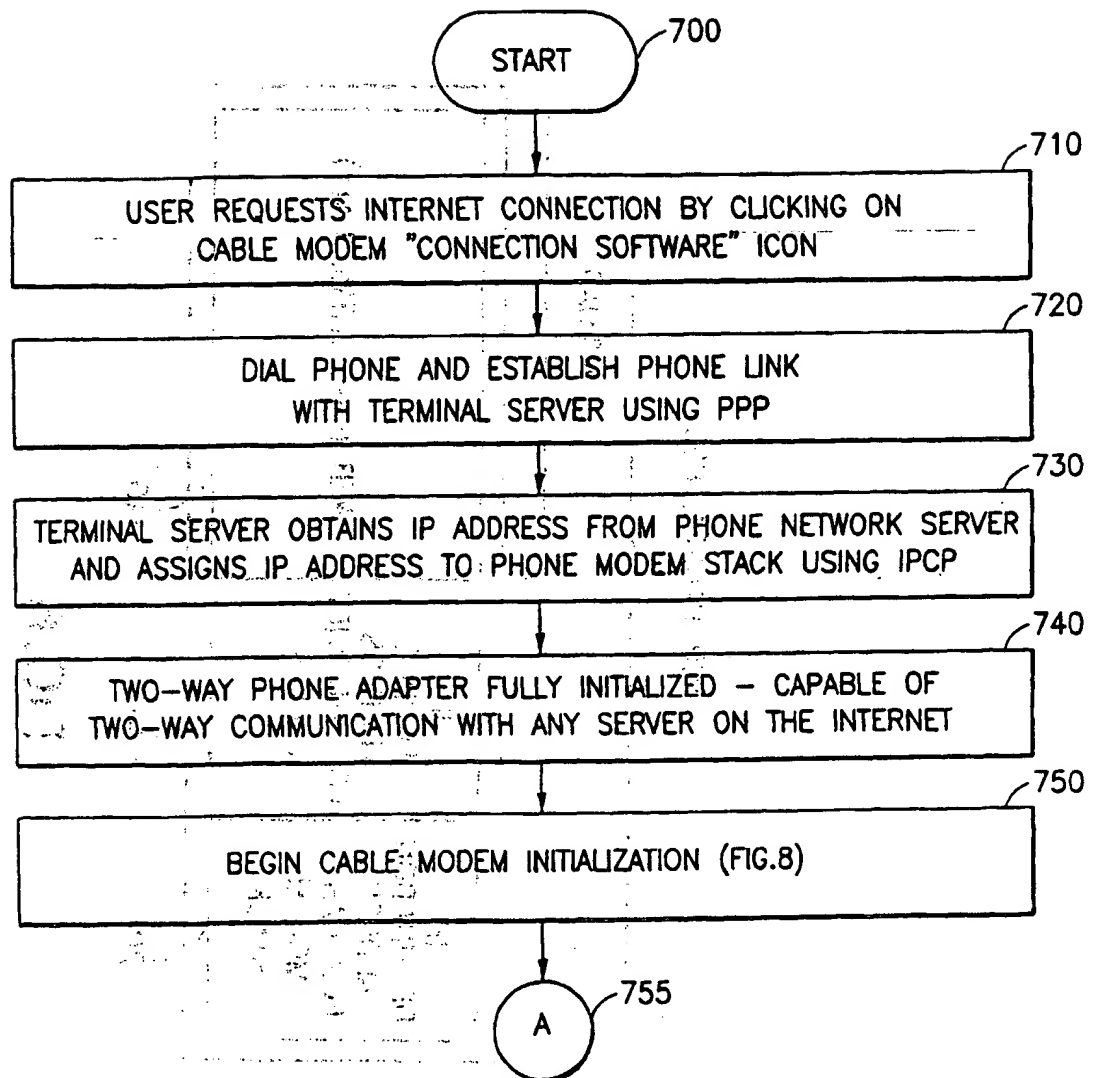 START
700
710
USER REQUESTS INTERNET CONNECTION BY CLICKING ON
CABLE MODEM "CONNECTION SOFTWARE" ICON
720
DIAL PHONE AND ESTABLISH PHONE LINK
WITH TERMINAL SERVER USING PPP
730
TERMINAL SERVER OBTAINS IP ADDRESS FROM PHONE NETWORK SERVER
AND ASSIGNS IP ADDRESS TO PHONE MODEM STACK USING IPCP
740
TWO-WAY PHONE ADAPTER FULLY INITIALIZED – CAPABLE OF
TWO-WAY COMMUNICATION WITH ANY SERVER ON THE INTERNET
750
BEGIN CABLE MODEM INITIALIZATION (FIG.8)
755
A